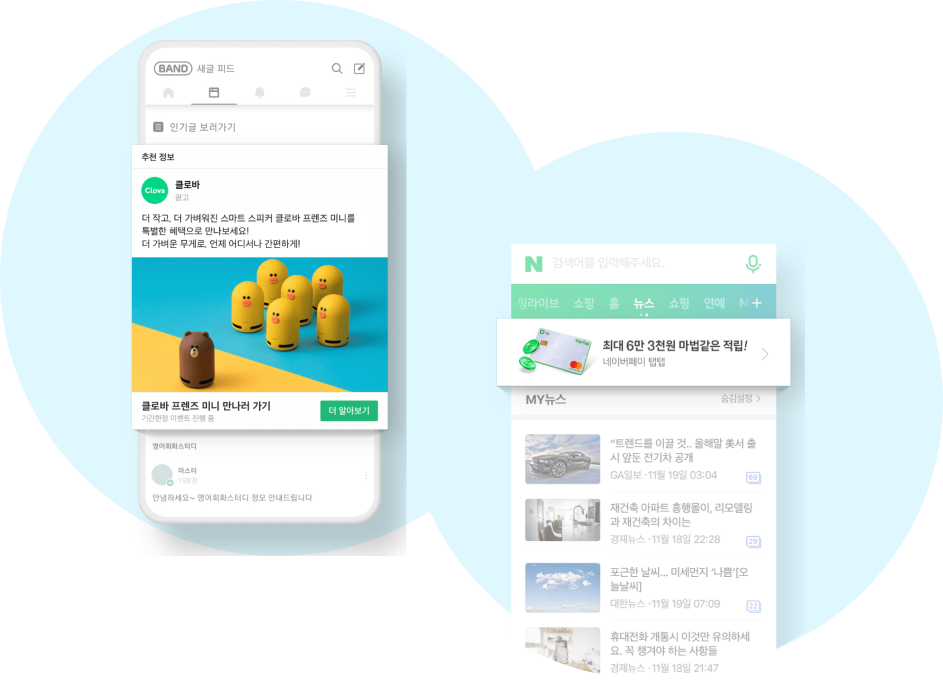 BAND 새글 피드
인기글 보러가기
추천 정보
Clova
클로바
광고
더 작고, 더 가벼워진 스마트 스피커 클로바 프렌즈 미니를
특별한 혜택으로 만나보세요!
더 가벼운 무게로, 언제 어디서나 간편하게!
클로바 프렌즈 미니 만나러 가기
기간한정 이벤트 진행 중
더 알아보기
영어회화스터디
마스터
15분전
안녕하세요~ 영어회화스터디 정모 안내드립니다
N 검색어를 입력해주세요.
핑라이브 쇼핑 홈 뉴스 쇼핑 연예 M +
최대 6만 3천원 마법같은 적립!
네이버페이 탭탭
MY뉴스
숨김설정
“트렌드를 이끌 것.. 올해말 美서 출
시 앞둔 전기차 공개
GA일보 · 11월 19일 03:04
69
재건축 아파트 흥행몰이, 리모델링
과 재건축의 차이는
경제뉴스 · 11월 18일 22:28
29
포근한 날씨... 미세먼지 ‘나쁨’[오
늘날씨]
대한뉴스 · 11월 19일 07:09
22
휴대전화 개통시 이것만 유의하세
요. 꼭 챙겨야 하는 사항들
경제뉴스 · 11월 18일 21:47